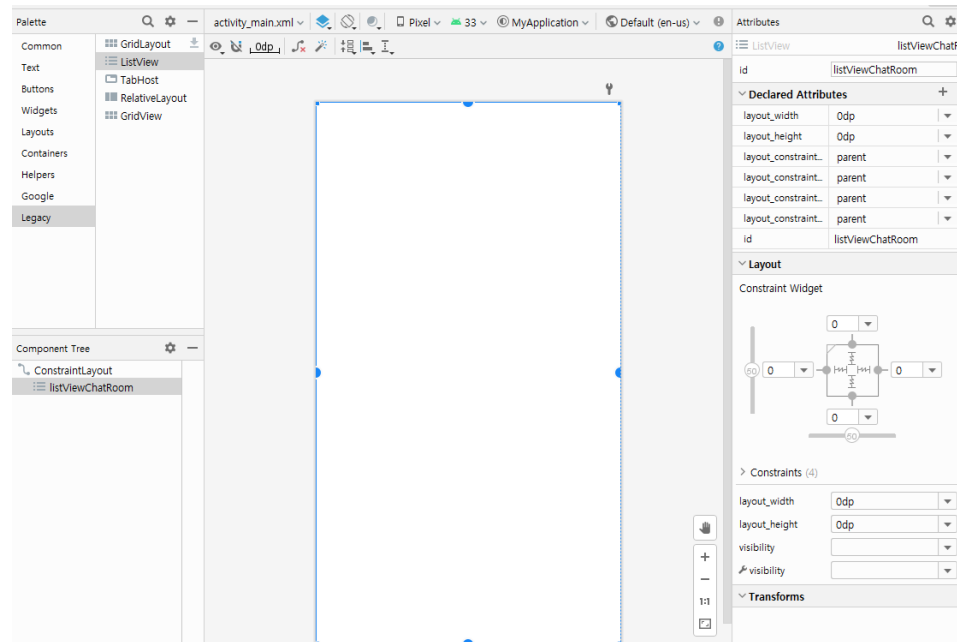 Palette
activity_main.xml
Pixel
33
MyApplication
Default (en-us)
Attributes
Common
Text
Buttons
Widgets
Layouts
Containers
Helpers
Google
Legacy
GridLayout
ListView
TabHost
RelativeLayout
GridView
0dp
ListView
listViewChatR
id
listViewChatRoom
Declared Attributes
layout_width
0dp
layout_height
0dp
layout_constraint...
parent
layout_constraint...
parent
layout_constraint...
parent
layout_constraint...
parent
id
listViewChatRoom
Layout
Constraint Widget
0
50
0
0
0
50
Constraints (4)
layout_width
0dp
layout_height
0dp
visibility
visibility
Transforms
Component Tree
ConstraintLayout
listViewChatRoom
1:1